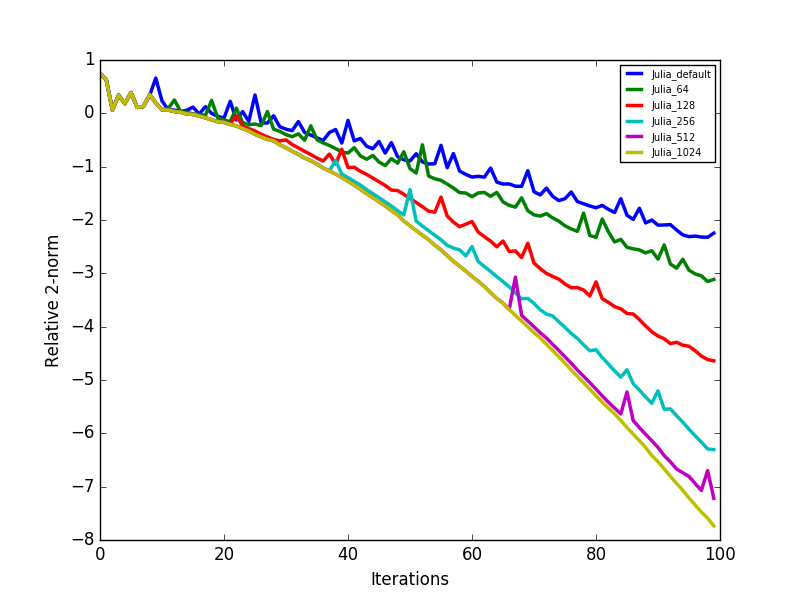 1
0
−1
−2
−3
−4
−5
−6
−7
−8
0 20 40 60 80 100
Relative 2-norm
Iterations
Julia_default
Julia_64
Julia_128
Julia_256
Julia_512
Julia_1024